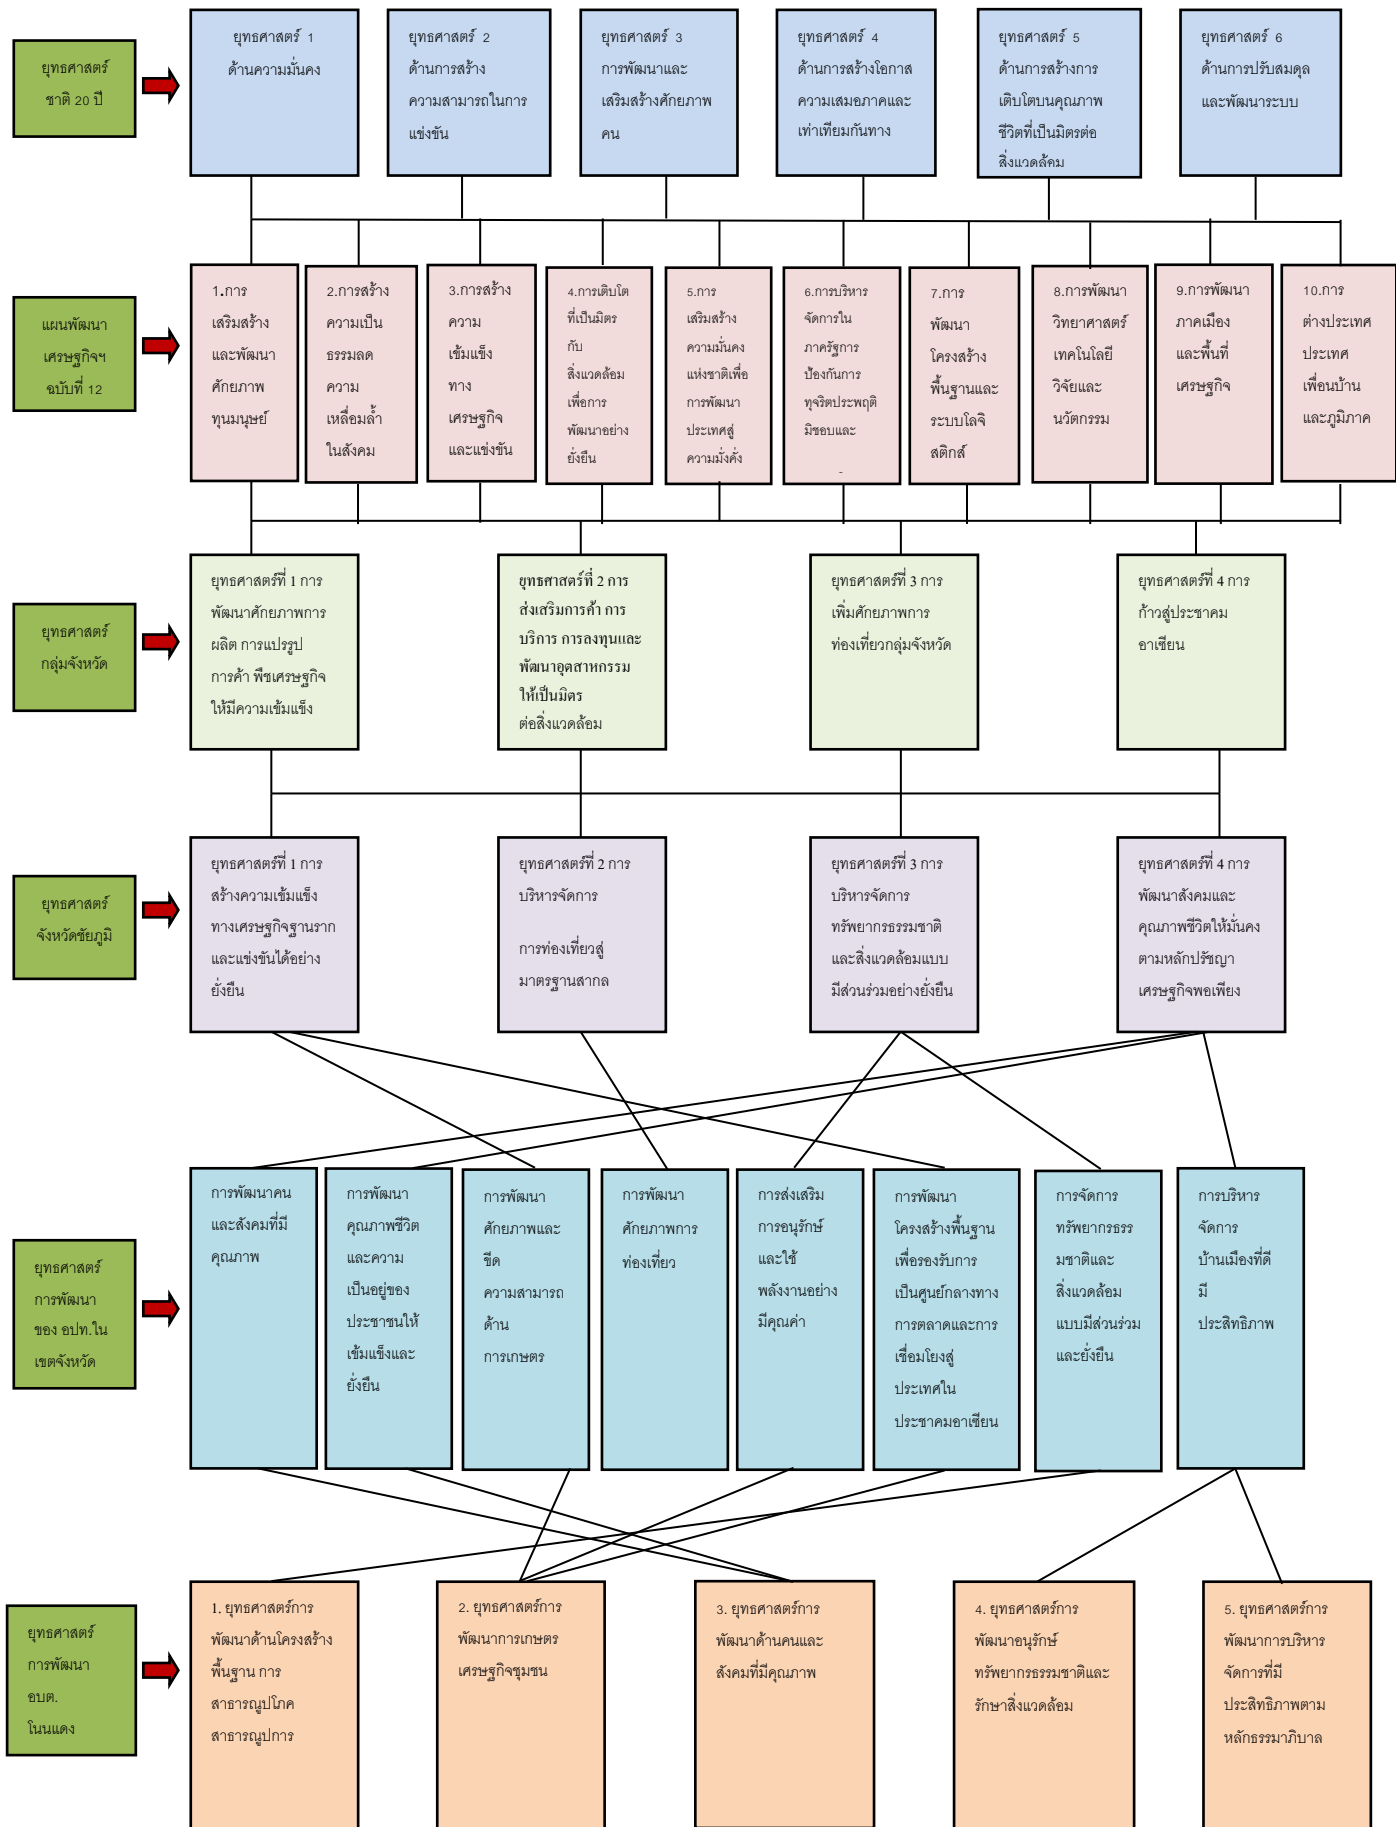 ยุทธศาสตร์
ชาติ 20 ปี
ยุทธศาสตร์ 1
ด้านความมั่นคง
ยุทธศาสตร์ 2
ด้านการสร้าง
ความสามารถในการ
แข่งขัน
ยุทธศาสตร์ 3
การพัฒนาและ
เสริมสร้างศักยภาพ
คน
ยุทธศาสตร์ 4
ด้านการสร้างโอกาส
ความเสมอภาคและ
เท่าเทียมกันทาง
ยุทธศาสตร์ 5
ด้านการสร้างการ
เติบโตบนคุณภาพ
ชีวิตที่เป็นมิตรต่อ
สิ่งแวดล้อม
ยุทธศาสตร์ 6
ด้านการปรับสมดุล
และพัฒนาระบบ
แผนพัฒนา
เศรษฐกิจฯ
ฉบับที่ 12
1.การ
เสริมสร้าง
และพัฒนา
ศักยภาพ
ทุนมนุษย์
2.การสร้าง
ความเป็น
ธรรมลด
ความ
เหลื่อมล้ำ
ในสังคม
3.การสร้าง
ความ
เข้มแข็ง
ทาง
เศรษฐกิจ
และแข่งขัน
4.การเติบโต
ที่เป็นมิตร
กับ
สิ่งแวดล้อม
เพื่อการ
พัฒนาอย่าง
ยั่งยืน
5.การ
เสริมสร้าง
ความมั่นคง
แห่งชาติเพื่อ
การพัฒนา
ประเทศสู่
ความมั่งคั่ง
6.การบริหาร
จัดการใน
ภาครัฐการ
ป้องกันการ
ทุจริตประพฤติ
มิชอบและ
7.การ
พัฒนา
โครงสร้าง
พื้นฐานและ
ระบบโลจิ
สติกส์
8.การพัฒนา
วิทยาศาสตร์
เทคโนโลยี
วิจัยและ
นวัตกรรม
9.การพัฒนา
ภาคเมือง
และพื้นที่
เศรษฐกิจ
10.การ
ต่างประเทศ
ประเทศ
เพื่อนบ้าน
และภูมิภาค
ยุทธศาสตร์
กลุ่มจังหวัด
ยุทธศาสตร์ที่ 1 การ
พัฒนาศักยภาพการ
ผลิต การแปรรูป
การค้า พืชเศรษฐกิจ
ให้มีความเข้มแข็ง
ยุทธศาสตร์ที่ 2 การ
ส่งเสริมการค้า การ
บริการ การลงทุนและ
พัฒนาอุตสาหกรรม
ให้เป็นมิตร
ต่อสิ่งแวดล้อม
ยุทธศาสตร์ที่ 3 การ
เพิ่มศักยภาพการ
ท่องเที่ยวกลุ่มจังหวัด
ยุทธศาสตร์ที่ 4 การ
ก้าวสู่ประชาคม
อาเซียน
ยุทธศาสตร์
จังหวัดชัยภูมิ
ยุทธศาสตร์ที่ 1 การ
สร้างความเข้มแข็ง
ทางเศรษฐกิจฐานราก
และแข่งขันได้อย่าง
ยั่งยืน
ยุทธศาสตร์ที่ 2 การ
บริหารจัดการ
การท่องเที่ยวสู่
มาตรฐานสากล
ยุทธศาสตร์ที่ 3 การ
บริหารจัดการ
ทรัพยากรธรรมชาติ
และสิ่งแวดล้อมแบบ
มีส่วนร่วมอย่างยั่งยืน
ยุทธศาสตร์ที่ 4 การ
พัฒนาสังคมและ
คุณภาพชีวิตให้มั่นคง
ตามหลักปรัชญา
เศรษฐกิจพอเพียง
ยุทธศาสตร์
การพัฒนา
ของ อปท.ใน
เขตจังหวัด
การพัฒนาคน
และสังคมที่มี
คุณภาพ
การพัฒนา
คุณภาพชีวิต
และความ
เป็นอยู่ของ
ประชาชนให้
เข้มแข็งและ
ยั่งยืน
การพัฒนา
ศักยภาพและ
ขีด
ความสามารถ
ด้าน
การเกษตร
การพัฒนา
ศักยภาพการ
ท่องเที่ยว
การส่งเสริม
การอนุรักษ์
และใช้
พลังงานอย่าง
มีคุณค่า
การพัฒนา
โครงสร้างพื้นฐาน
เพื่อรองรับการ
เป็นศูนย์กลางทาง
การตลาดและการ
เชื่อมโยงสู่
ประเทศใน
ประชาคมอาเซียน
การจัดการ
ทรัพยากรธรร
มชาติและ
สิ่งแวดล้อม
แบบมีส่วนร่วม
และยั่งยืน
การบริหาร
จัดการ
บ้านเมืองที่ดี
มี
ประสิทธิภาพ
ยุทธศาสตร์
การพัฒนา
อบต.
โนนแดง
1. ยุทธศาสตร์การ
พัฒนาด้านโครงสร้าง
พื้นฐาน การ
สาธารณูปโภค
สาธารณูปการ
2. ยุทธศาสตร์การ
พัฒนาการเกษตร
เศรษฐกิจชุมชน
3. ยุทธศาสตร์การ
พัฒนาด้านคนและ
สังคมที่มีคุณภาพ
4. ยุทธศาสตร์การ
พัฒนาอนุรักษ์
ทรัพยากรธรรมชาติและ
รักษาสิ่งแวดล้อม
5. ยุทธศาสตร์การ
พัฒนาการบริหาร
จัดการที่มี
ประสิทธิภาพตาม
หลักธรรมาภิบาล